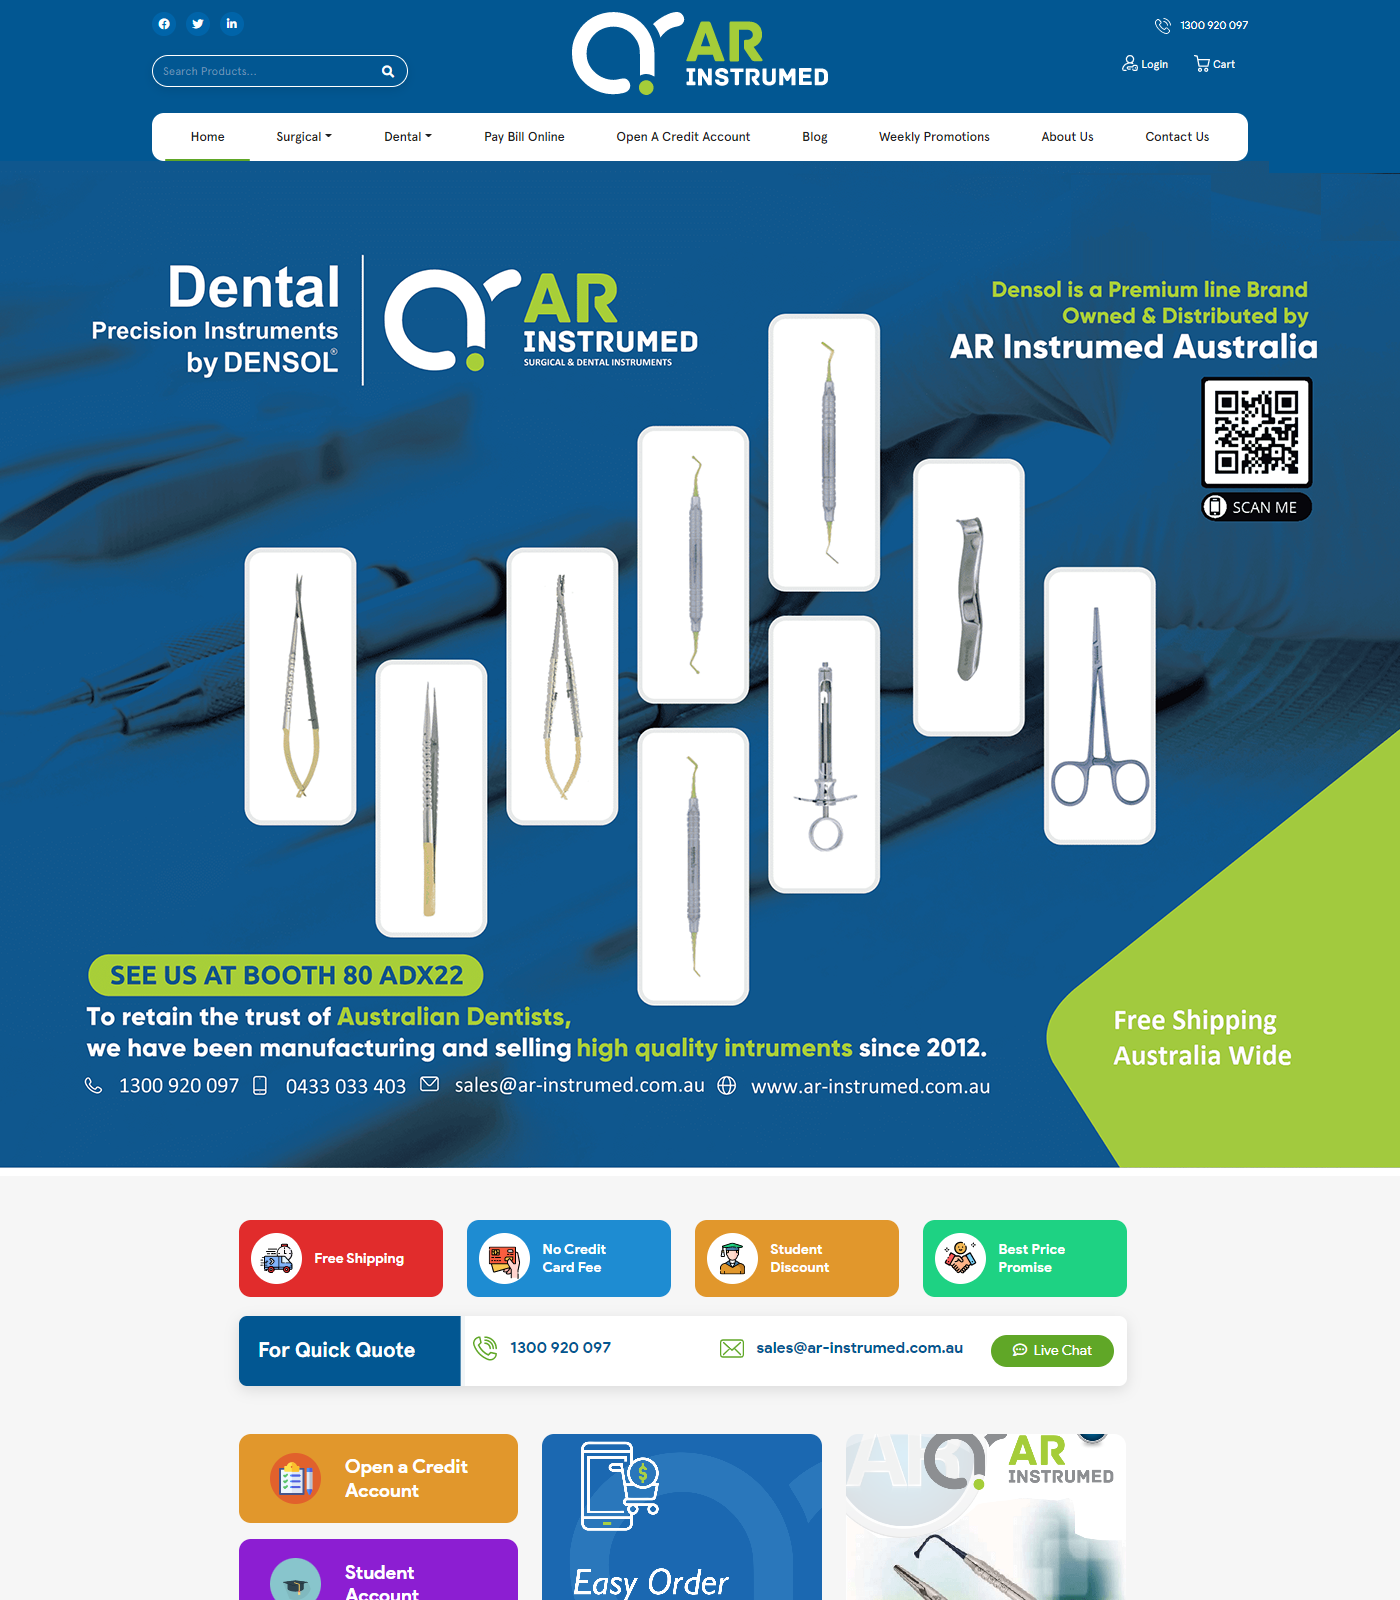 AR
INSTRUMED
1300 920 097
Search Products...
Login
Cart
Home
Surgical
Dental
Pay Bill Online
Open A Credit Account
Blog
Weekly Promotions
About Us
Contact Us
Dental
Precision Instruments
by DENSOL®
AR
INSTRUMED
SURGICAL & DENTAL INSTRUMENTS
Densol is a Premium line Brand
Owned & Distributed by
AR Instrumed Australia
SCAN ME
SEE US AT BOOTH 80 ADX22
To retain the trust of Australian Dentists,
we have been manufacturing and selling high quality intruments since 2012.
1300 920 097
0433 033 403
sales@ar-instrumed.com.au
www.ar-instrumed.com.au
Free Shipping
Australia Wide
Free Shipping
No Credit
Card Fee
Student
Discount
Best Price
Promise
For Quick Quote
1300 920 097
sales@ar-instrumed.com.au
Live Chat
Open a Credit
Account
Student
Account
Easy Order
AR
AR
INSTRUMED